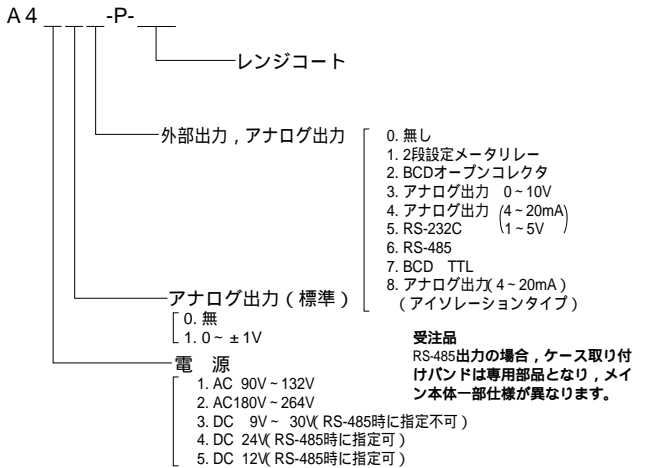 A4 _ _ _-P-__
レンジコート
外部出力，アナログ出力
0. 無し
1. 2段設定メータリレー
2. BCDオープンコレクタ
3. アナログ出力 0~10V
4. アナログ出力 (4~20mA)
5. RS-232C (1~5V)
6. RS-485
7. BCD TTL
8. アナログ出力(4~20mA)
(アイソレーションタイプ)
アナログ出力(標準)
0. 無
1. 0~±1V
電 源
1. AC 90V~132V
2. AC180V~264V
3. DC 9V~ 30V(RS-485時に指定不可)
4. DC 24V(RS-485時に指定可)
5. DC 12V(RS-485時に指定可)
受注品
RS-485出力の場合，ケース取り付
けバンドは専用部品となり，メイ
ン本体一部仕様が異なります。